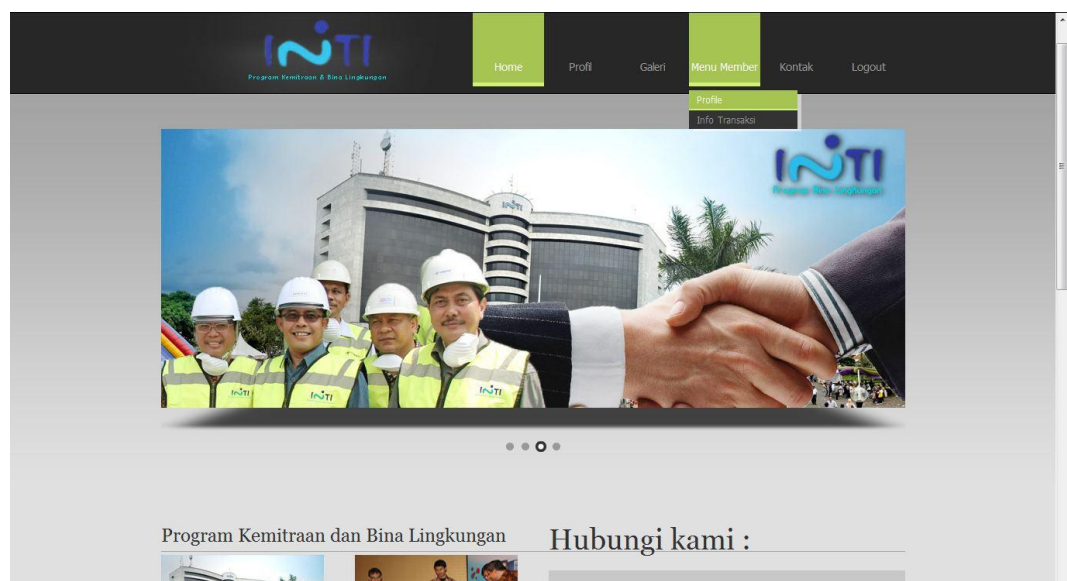 INTI
Program Kemitraan & Bina Lingkungan
Home
Profil
Galeri
Menu Member
Kontak
Logout
Profile
Info Transaksi
INTI
Program Bina Lingkungan
INTI
INTI
INTI
INTI
Program Kemitraan dan Bina Lingkungan
Hubungi kami :